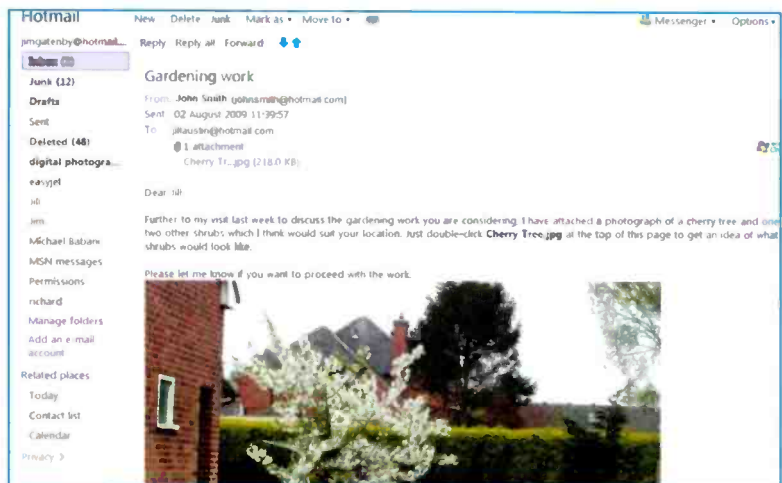 Hotmail
New Delete Junk Mark as Move to
Messenger Options
jimgatenby@hotmail...
Reply Reply all Forward
Inbox
Junk (12)
Drafts
Sent
Deleted (48)
digital photogra...
easyjet
jill
jim
Michael Babani
MSN messages
Permissions
richard
Manage folders
Add an e-mail
account
Related places
Today
Contact list
Calendar
Privacy
Gardening work
From John Smith (johnsmith@hotmail.com)
Sent 02 August 2009 11:39:57
To jillaustin@hotmail.com
1 attachment
Cherry Tr...jpg (218.0 KB)
Dear Jill
Further to my visit last week to discuss the gardening work you are considering, I have attached a photograph of a cherry tree and one
two other shrubs which I think would suit your location. Just double-click Cherry Tree.jpg at the top of this page to get an idea of what
shrubs would look like.
Please let me know if you want to proceed with the work.